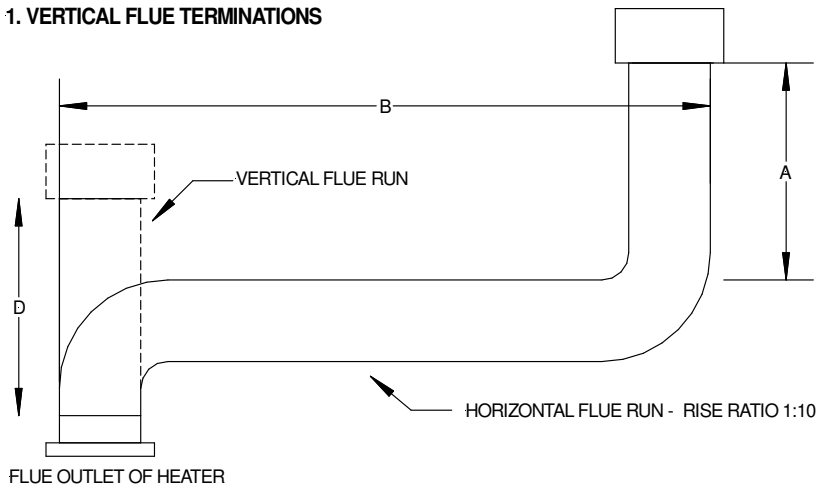 1. VERTICAL FLUE TERMINATIONS
B
A
VERTICAL FLUE RUN
D
HORIZONTAL FLUE RUN - RISE RATIO 1:10
FLUE OUTLET OF HEATER